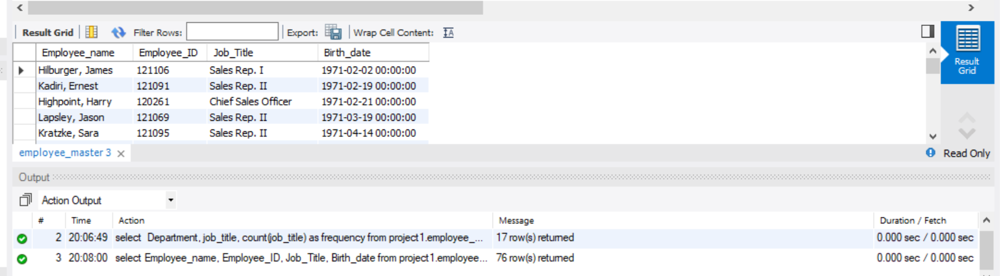 Result Grid Filter Rows: Export: Wrap Cell Content: IA
Result Grid
Employee_name Employee_ID Job_Title Birth_date
Hilburger, James 121106 Sales Rep. I 1971-02-02 00:00:00
Kadiri, Ernest 121091 Sales Rep. II 1971-02-19 00:00:00
Highpoint, Harry 120261 Chief Sales Officer 1971-02-21 00:00:00
Lapsley, Jason 121069 Sales Rep. II 1971-03-19 00:00:00
Kratzke, Sara 121095 Sales Rep. II 1971-04-14 00:00:00
employee_master 3 Read Only
Output
Action Output
# Time Action Message Duration / Fetch
2 20:06:49 select Department, job_title, count(job_title) as frequency from project1.employee_... 17 row(s) returned 0.000 sec / 0.000 sec
3 20:08:00 select Employee_name, Employee_ID, Job_Title, Birth_date from project1.employee... 76 row(s) returned 0.000 sec / 0.000 sec